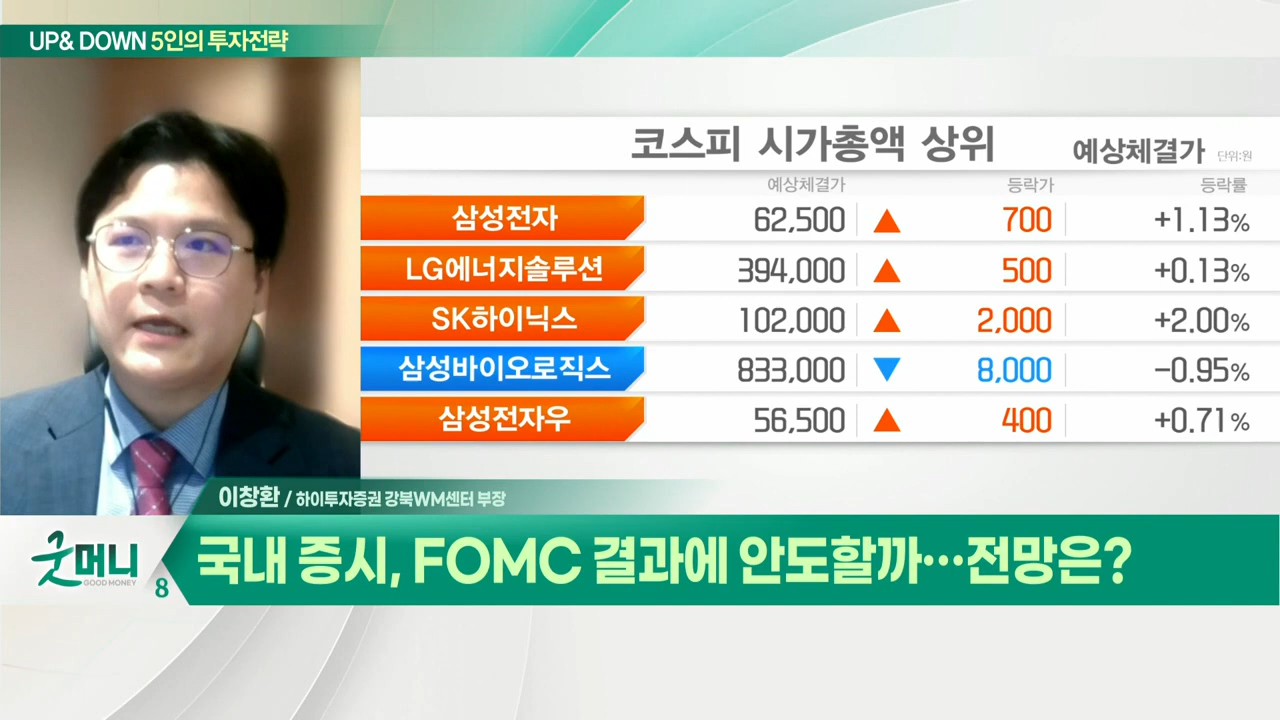 UP& DOWN 5인의 투자전략
코스피 시가총액 상위 예상체결가 단위:원
예상체결가 등락가 등락률
삼성전자 62,500 ▲ 700 +1.13%
LG에너지솔루션 394,000 ▲ 500 +0.13%
SK하이닉스 102,000 ▲ 2,000 +2.00%
삼성바이오로직스 833,000 ▼ 8,000 -0.95%
삼성전자우 56,500 ▲ 400 +0.71%
이창환 / 하이투자증권 강북WM센터 부장
굿머니
GOOD MONEY
8
국내 증시, FOMC 결과에 안도할까…전망은?